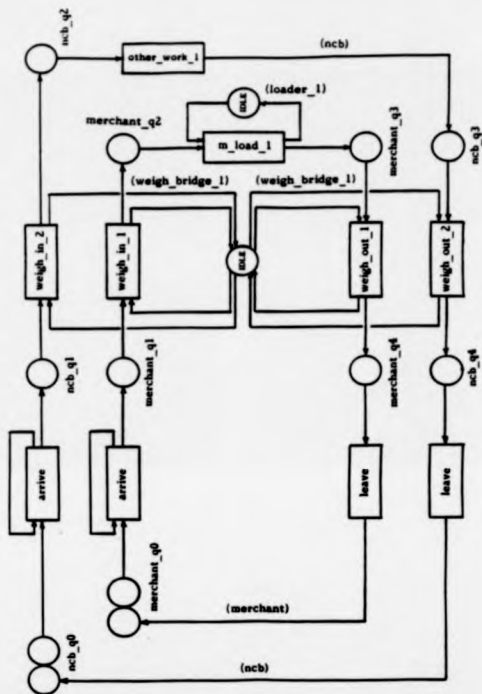 ncb_q2
other_work_1
(ncb)
(loader_1)
IDLE
merchant_q2
m_load_1
merchant_q3
ncb_q3
(weigh_bridge_1)
(weigh_bridge_1)
weigh_in_2
weigh_in_1
IDLE
weigh_out_1
weigh_out_2
ncb_q1
merchant_q1
merchant_q4
ncb_q4
arrive
arrive
leave
leave
merchant_q0
(merchant)
ncb_q0
(ncb)